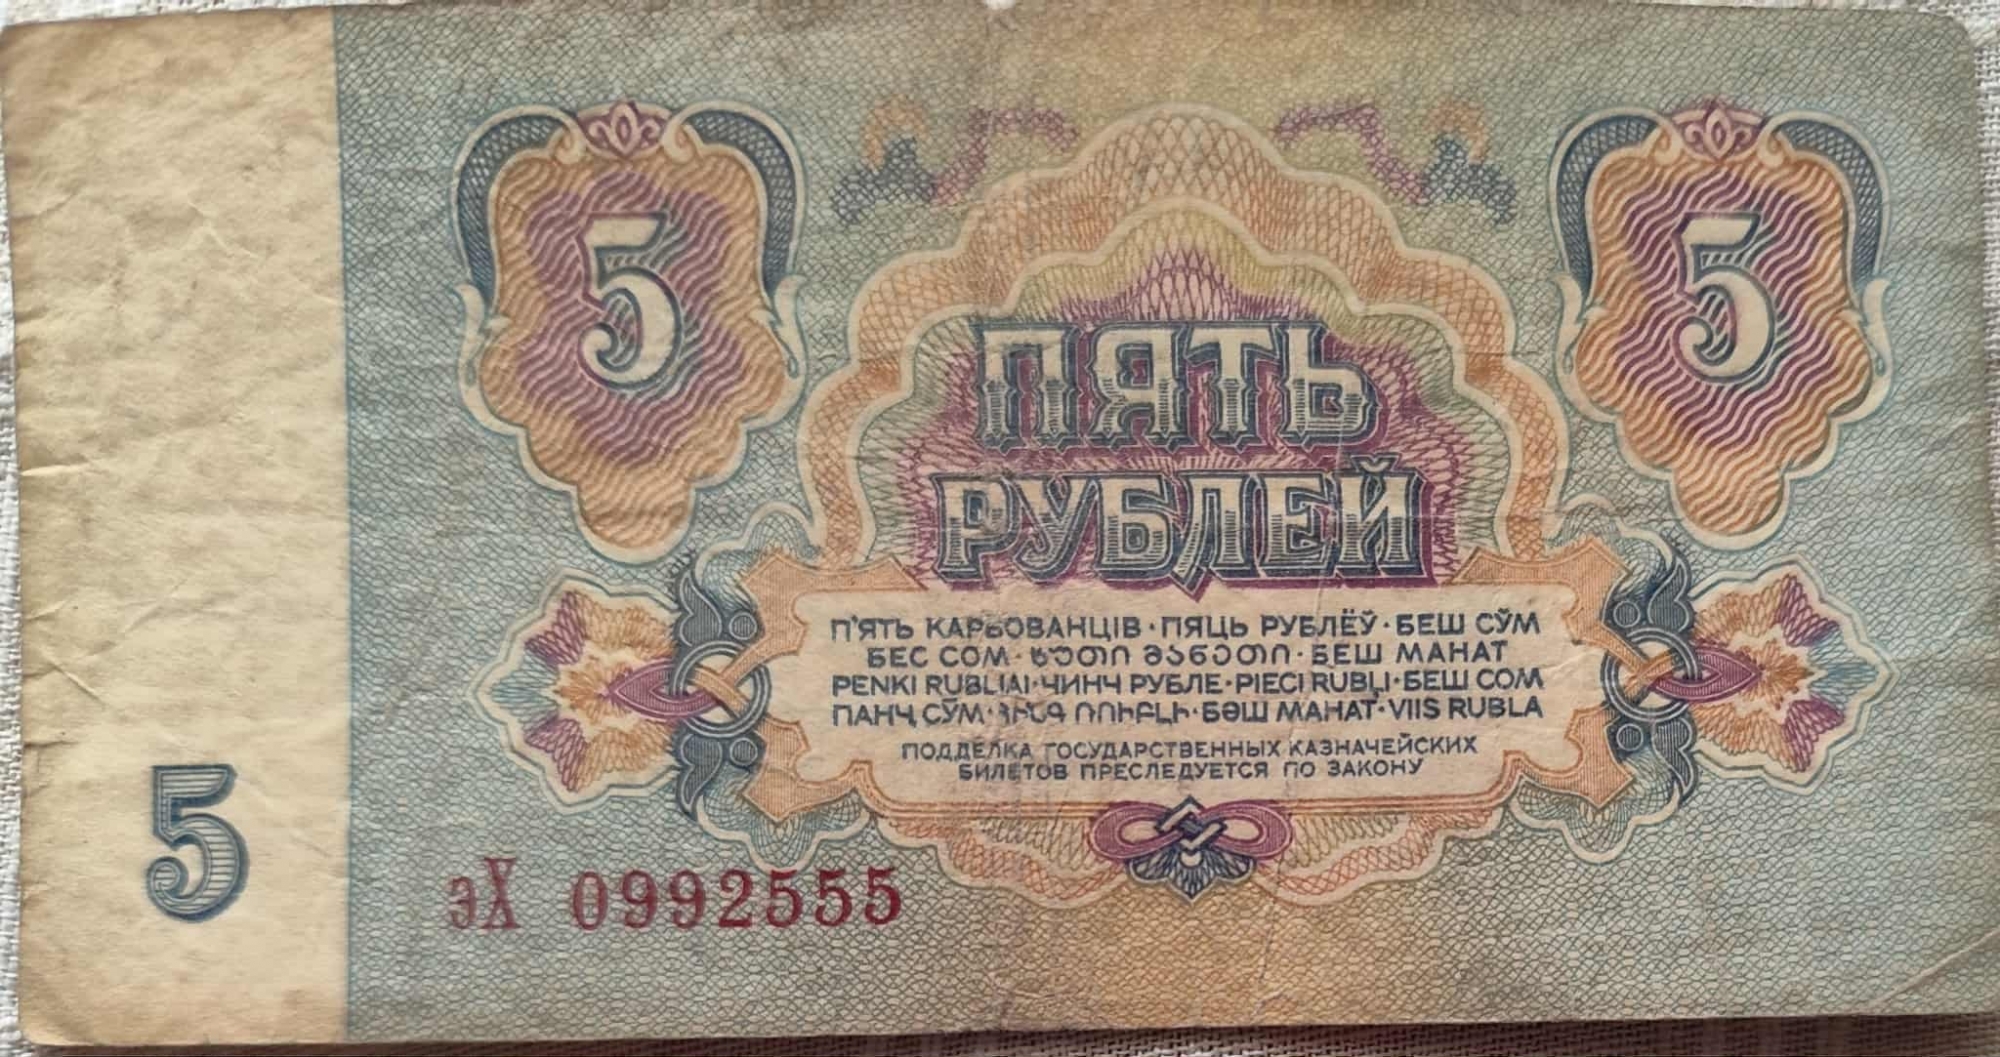 5
5
ПЯТЬ
РУБЛЕЙ
П'ЯТЬ КАРБОВАНЦІВ · ПЯЦЬ РУБЛЁЎ · БЕШ СЎМ
БЕС СОМ · ხუთი მანეთი · БЕШ МАНАТ
PENKI RUBLIAI · ЧИНЧ РУБЛЕ · PIECI RUBĻI · БЕШ СОМ
ПАНҶ СЎМ · ՀԻՆԳ ՌՈՒԲԼԻ · БӘШ МАНАТ · VIIS RUBLA
ПОДДЕЛКА ГОСУДАРСТВЕННЫХ КАЗНАЧЕЙСКИХ
БИЛЕТОВ ПРЕСЛЕДУЕТСЯ ПО ЗАКОНУ
5
эХ 0992555